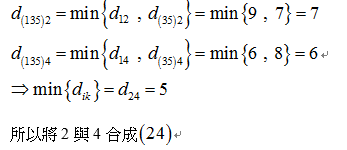 d(135)2 = min{d12 , d(35)2} = min{9 , 7} = 7
d(135)4 = min{d14 , d(35)4} = min{6 , 8} = 6
⇒ min{dik} = d24 = 5
所以將 2 與 4 合成(24)